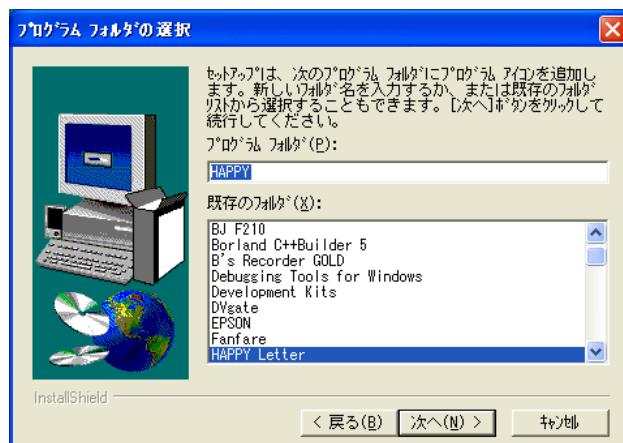 ﾌﾟﾛｸﾞﾗﾑ ﾌｫﾙﾀﾞの選択
ｾｯﾄｱｯﾌﾟは、次のﾌﾟﾛｸﾞﾗﾑ ﾌｫﾙﾀﾞにﾌﾟﾛｸﾞﾗﾑ ｱｲｺﾝを追加し
ます。新しいﾌｫﾙﾀﾞ名を入力するか、または既存のﾌｫﾙﾀﾞ
ﾘｽﾄから選択することもできます。[次へ]ﾎﾞﾀﾝをｸﾘｯｸして
続行してください。
ﾌﾟﾛｸﾞﾗﾑ ﾌｫﾙﾀﾞ(P):
HAPPY
既存のﾌｫﾙﾀﾞ(X):
BJ F210
Borland C++Builder 5
B's Recorder GOLD
Debugging Tools for Windows
Development Kits
DVgate
EPSON
Fanfare
HAPPY Letter
InstallShield
< 戻る(B)
次へ(N) >
ｷｬﾝｾﾙ